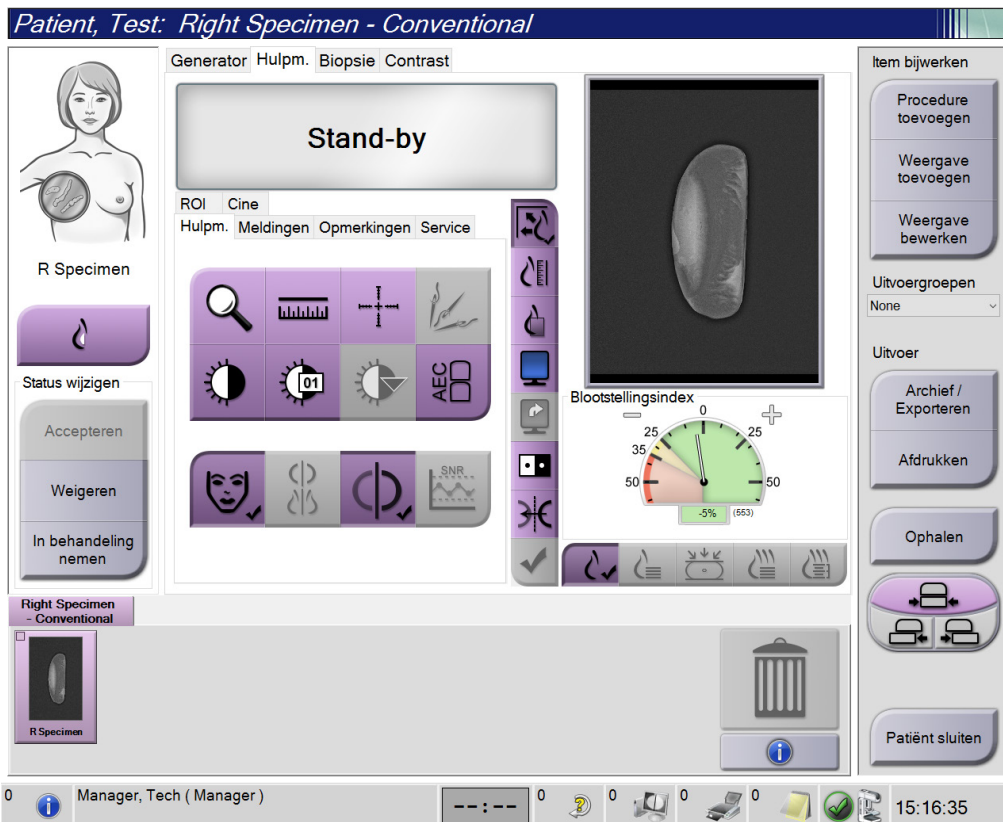 Patient, Test: Right Specimen - Conventional
R Specimen
Status wijzigen
Accepteren
Weigeren
In behandeling
nemen
Generator Hulpm. Biopsie Contrast
Stand-by
ROI Cine
Hulpm. Meldingen Opmerkingen Service
01
AEC
SNR
Blootstellingsindex
0
25 25
35
50 50
-5% (553)
Item bijwerken
Procedure
toevoegen
Weergave
toevoegen
Weergave
bewerken
Uitvoergroepen
None
Uitvoer
Archief /
Exporteren
Afdrukken
Ophalen
Patiënt sluiten
Right Specimen
- Conventional
R Specimen
0 Manager, Tech ( Manager ) --:-- 0 0 0 0 15:16:35